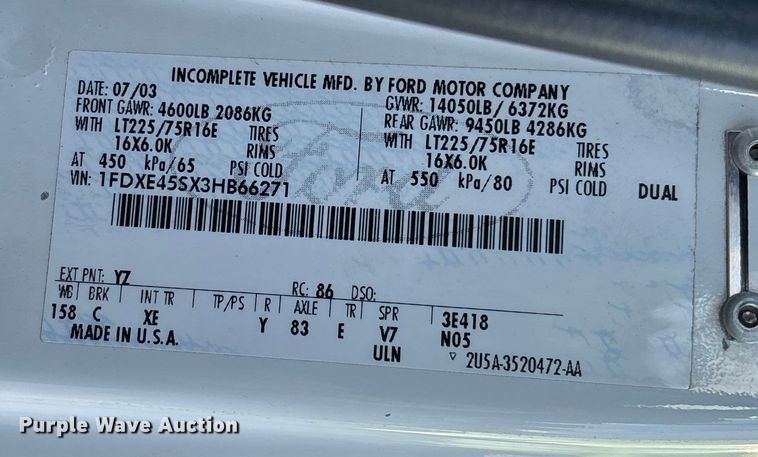 INCOMPLETE VEHICLE MFD. BY FORD MOTOR COMPANY
DATE: 07/03 GVWR: 14050LB/ 6372KG
FRONT GAWR: 4600LB 2086KG REAR GAWR: 9450LB 4286KG
WITH LT225/75R16E TIRES WITH LT225/75R16E TIRES
16X6.0K RIMS 16X6.0K RIMS
AT 450 kPa/65 PSI COLD AT 550 kPa/80 PSI COLD DUAL
VIN: 1FDXE45SX3HB66271
Ford
EXT PNT: YZ RC: 86 DSO:
WB BRK INT TR TP/PS R AXLE TR SPR
158 C XE Y 83 E V7 3E418
MADE IN U.S.A. ULN N05
▽ 2U5A-3520472-AA
Purple Wave Auction